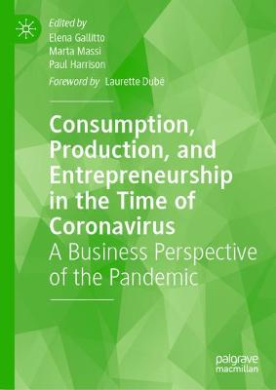 Edited by
Elena Gallitto
Marta Massi
Paul Harrison
Foreword by Laurette Dubé
Consumption,
Production, and
Entrepreneurship
in the Time of
Coronavirus
A Business Perspective
of the Pandemic
palgrave
macmillan